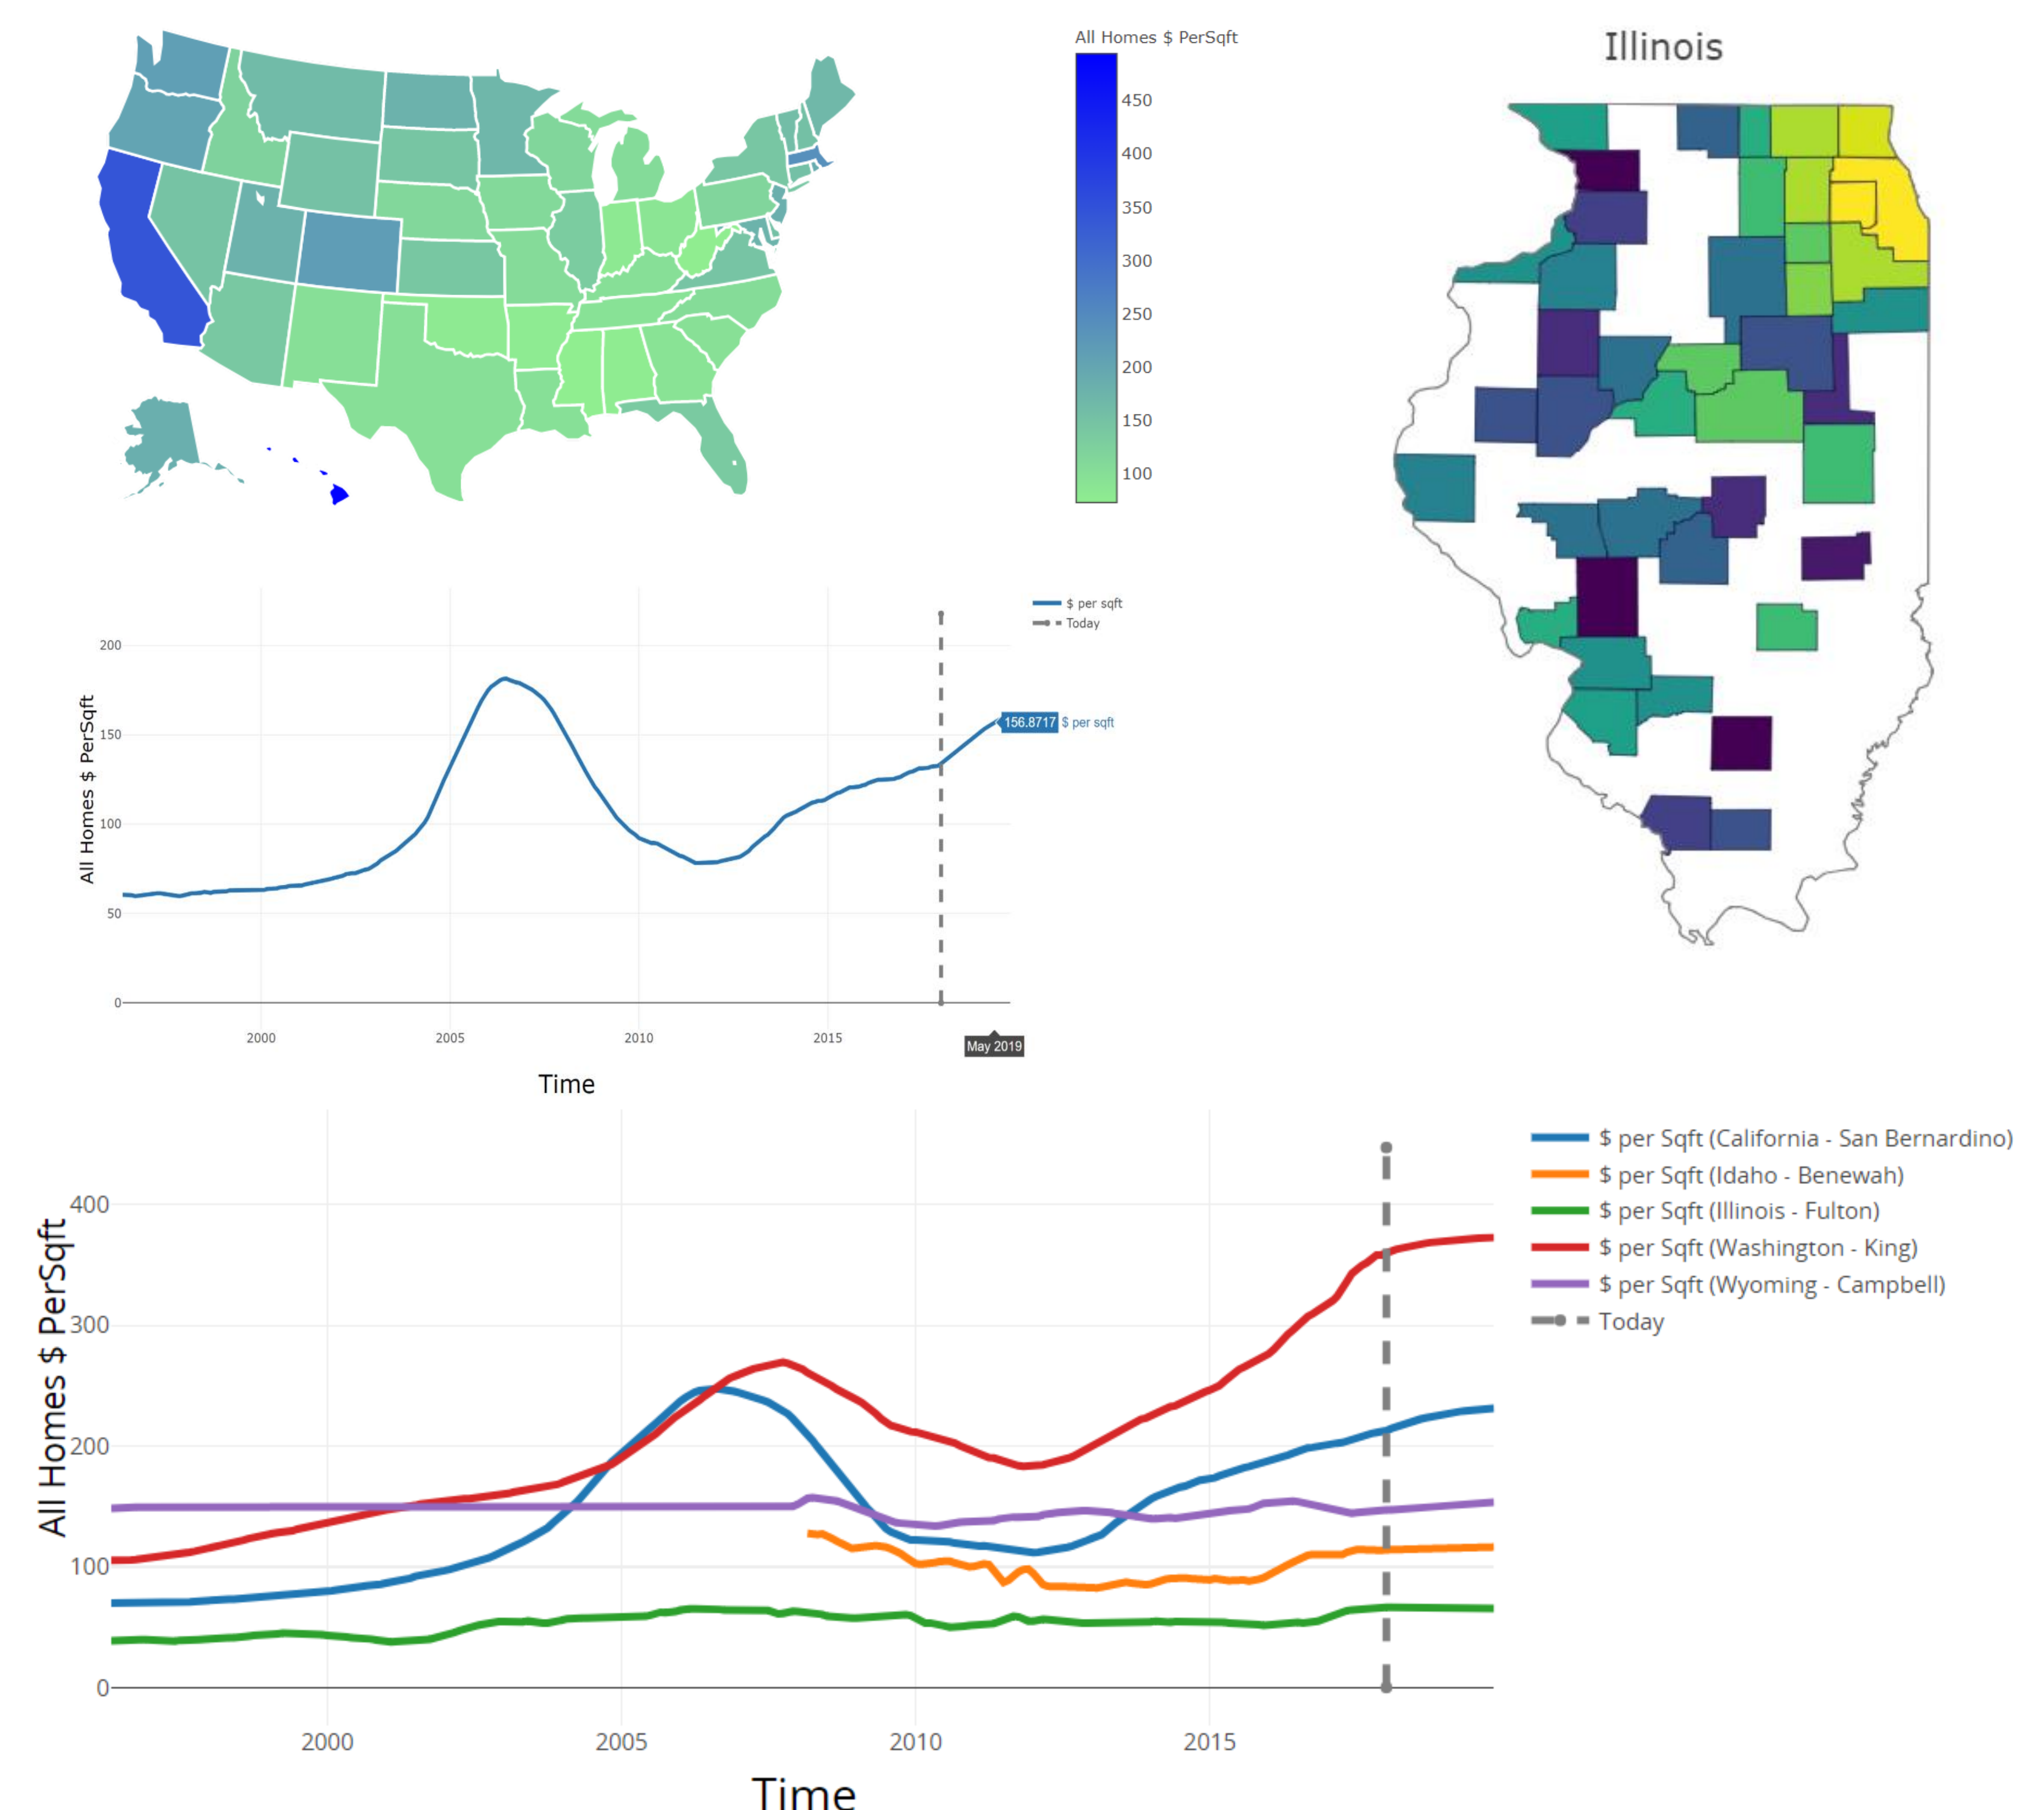 All Homes $ PerSqft
450
400
350
300
250
200
150
100
Illinois
$ per sqft
Today
200
150
100
50
0
All Homes $ PerSqft
156.8717 $ per sqft
2000 2005 2010 2015
May 2019
Time
400
300
200
100
0
All Homes $ PerSqft
2000 2005 2010 2015
Time
$ per Sqft (California - San Bernardino)
$ per Sqft (Idaho - Benewah)
$ per Sqft (Illinois - Fulton)
$ per Sqft (Washington - King)
$ per Sqft (Wyoming - Campbell)
Today